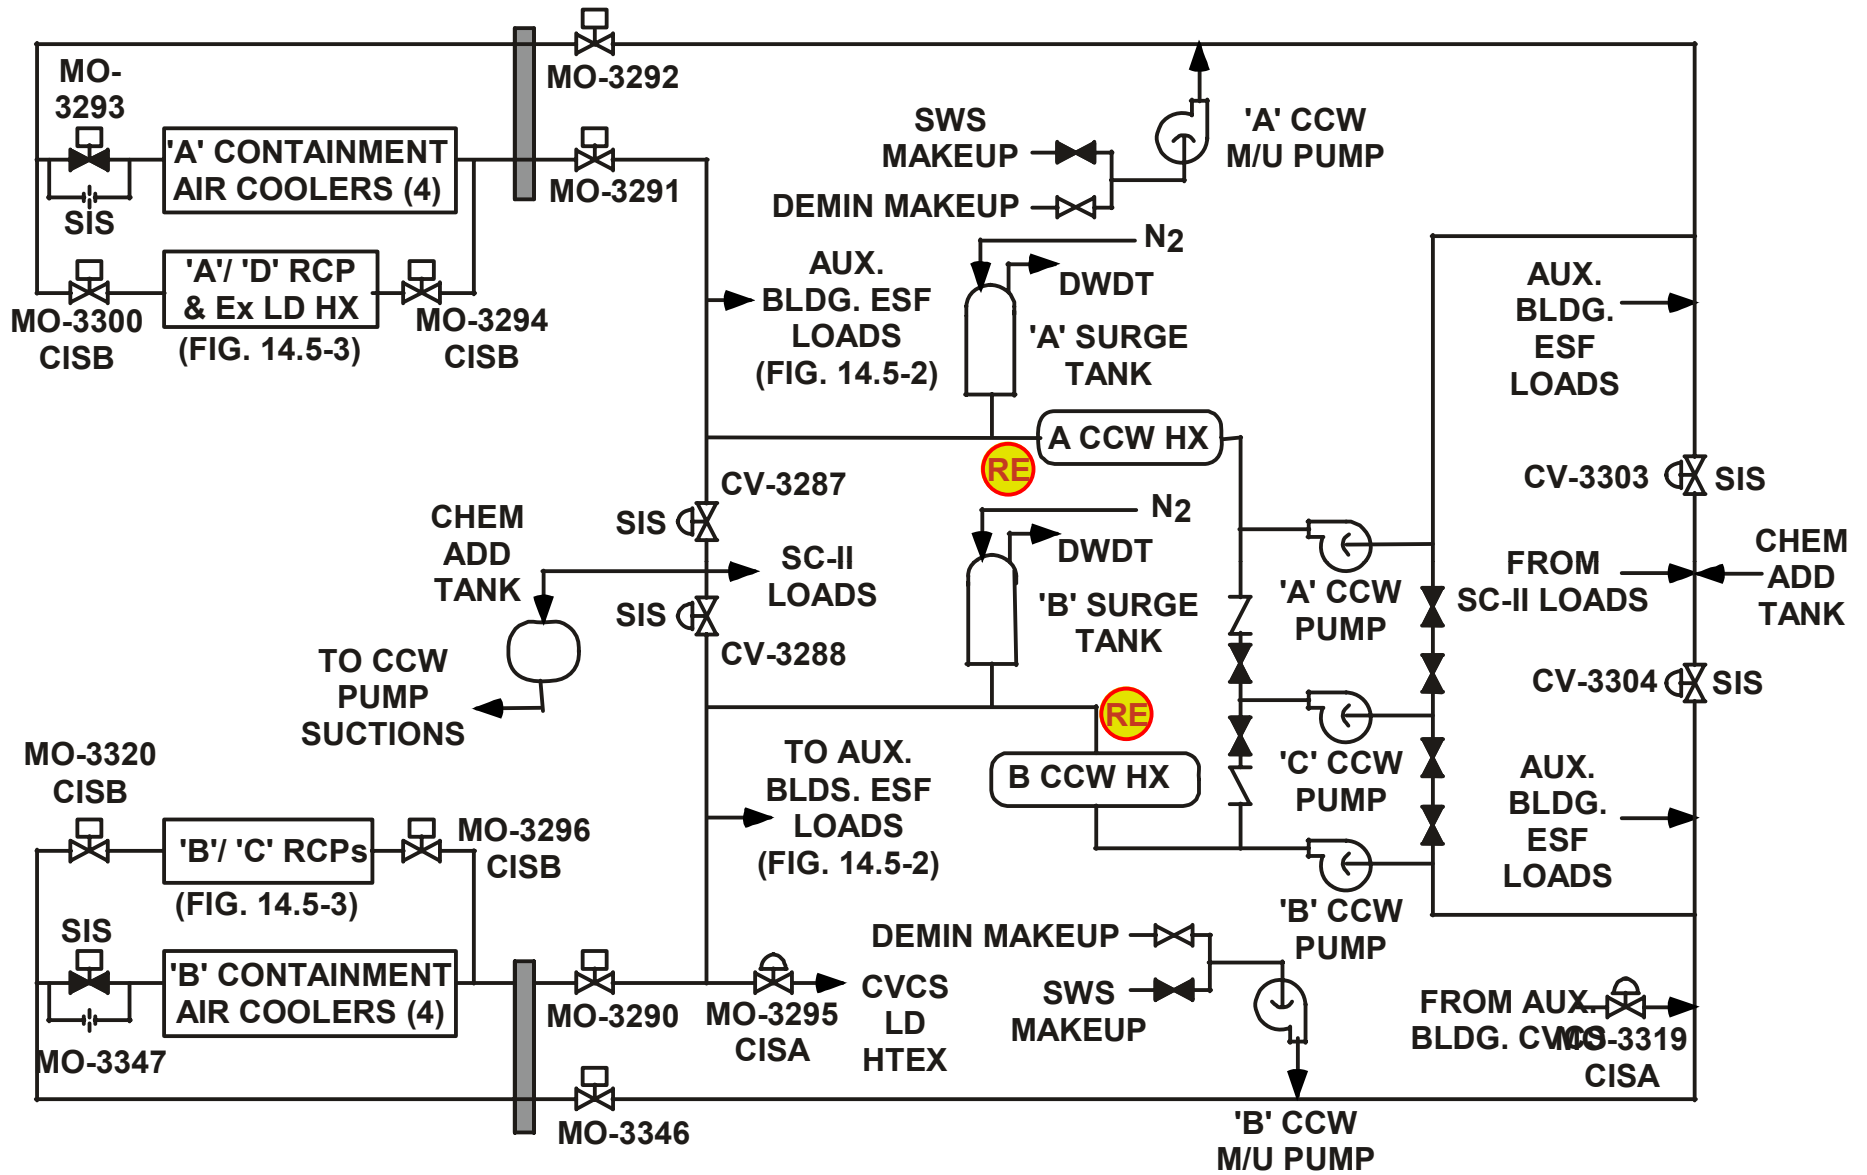 MO-3292
MO-
3293
'A' CONTAINMENT
AIR COOLERS (4)
SIS
MO-3291
'A'/ 'D' RCP
& Ex LD HX
(FIG. 14.5-3)
MO-3300
CISB
MO-3294
CISB
SWS
MAKEUP
DEMIN MAKEUP
'A' CCW
M/U PUMP
N2
DWDT
AUX.
BLDG. ESF
LOADS
(FIG. 14.5-2)
'A' SURGE
TANK
A CCW HX
RE
AUX.
BLDG.
ESF
LOADS
CV-3287
SIS
CV-3303
SIS
CHEM
ADD
TANK
SC-II
LOADS
SIS
CV-3288
TO CCW
PUMP
SUCTIONS
N2
DWDT
'B' SURGE
TANK
'A' CCW
PUMP
FROM
SC-II LOADS
CHEM
ADD
TANK
CV-3304
SIS
RE
B CCW HX
'C' CCW
PUMP
AUX.
BLDG.
ESF
LOADS
MO-3320
CISB
'B'/ 'C' RCPs
(FIG. 14.5-3)
MO-3296
CISB
TO AUX.
BLDS. ESF
LOADS
(FIG. 14.5-2)
'B' CCW
PUMP
SIS
'B' CONTAINMENT
AIR COOLERS (4)
MO-3347
MO-3290
MO-3295
CISA
CVCS
LD
HTEX
DEMIN MAKEUP
SWS
MAKEUP
FROM AUX.
BLDG. CVCS
MO-3319
CISA
MO-3346
'B' CCW
M/U PUMP